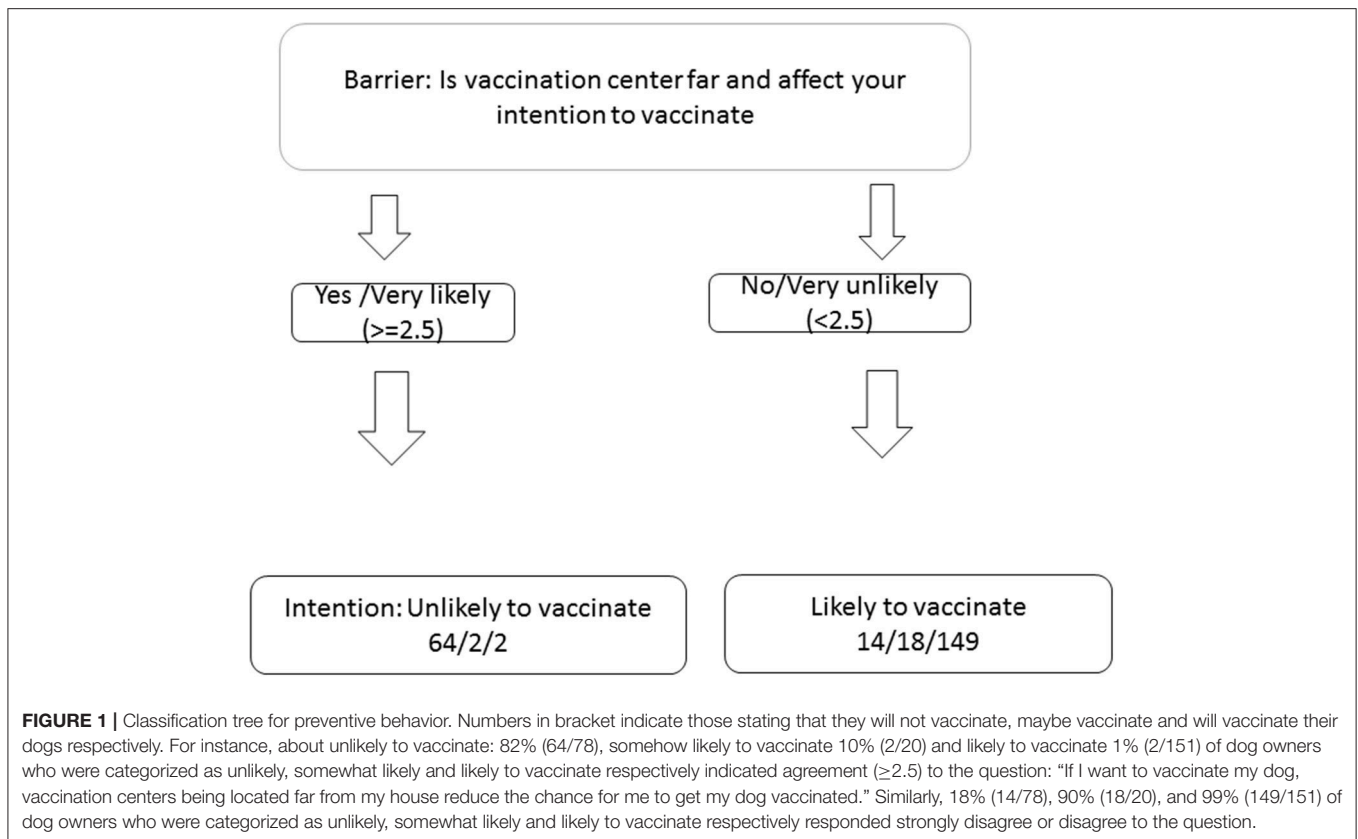 Barrier: Is vaccination center far and affect your
intention to vaccinate
Yes /Very likely
(>=2.5)
No/Very unlikely
(<2.5)
Intention: Unlikely to vaccinate
64/2/2
Likely to vaccinate
14/18/149
FIGURE 1 | Classification tree for preventive behavior. Numbers in bracket indicate those stating that they will not vaccinate, maybe vaccinate and will vaccinate their
dogs respectively. For instance, about unlikely to vaccinate: 82% (64/78), somehow likely to vaccinate 10% (2/20) and likely to vaccinate 1% (2/151) of dog owners
who were categorized as unlikely, somewhat likely and likely to vaccinate respectively indicated agreement (≥2.5) to the question: “If I want to vaccinate my dog,
vaccination centers being located far from my house reduce the chance for me to get my dog vaccinated.” Similarly, 18% (14/78), 90% (18/20), and 99% (149/151) of
dog owners who were categorized as unlikely, somewhat likely and likely to vaccinate respectively responded strongly disagree or disagree to the question.